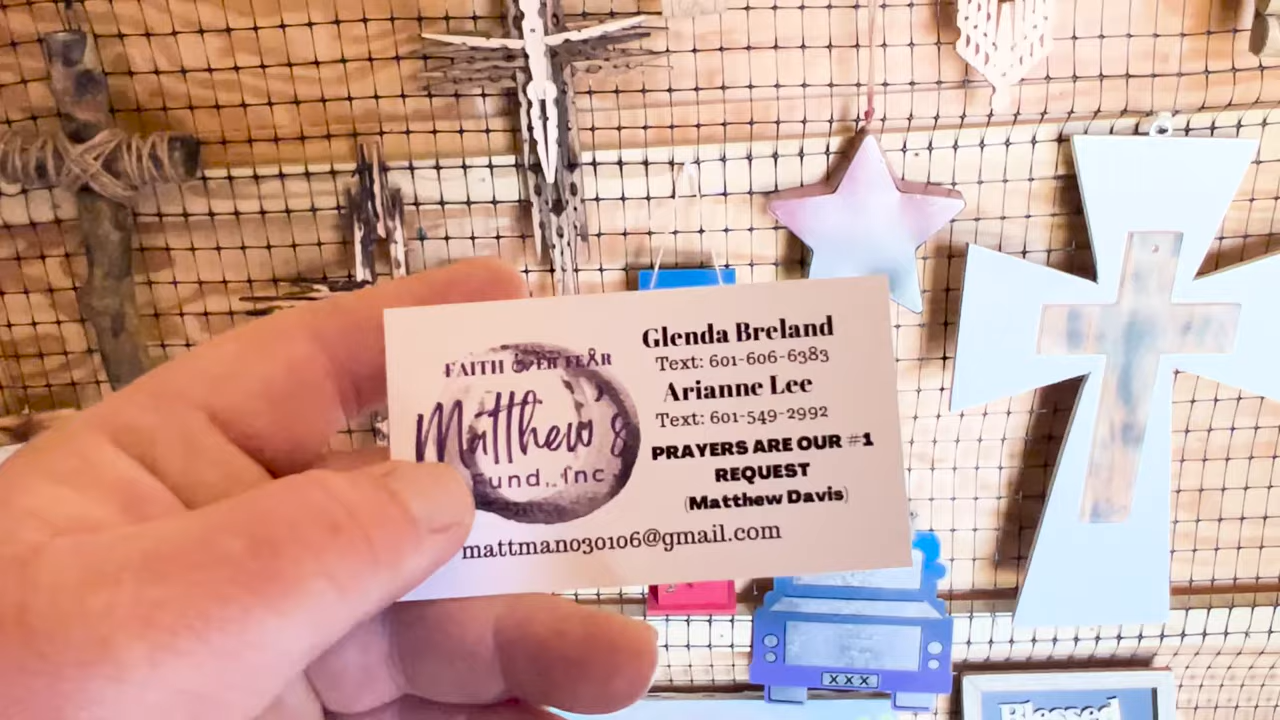 FAITH OVER FEAR
Matthew's
Fund, Inc
Glenda Breland
Text: 601-606-6383
Arianne Lee
Text: 601-549-2992
PRAYERS ARE OUR #1
REQUEST
(Matthew Davis)
mattman030106@gmail.com
XXX
Blessed